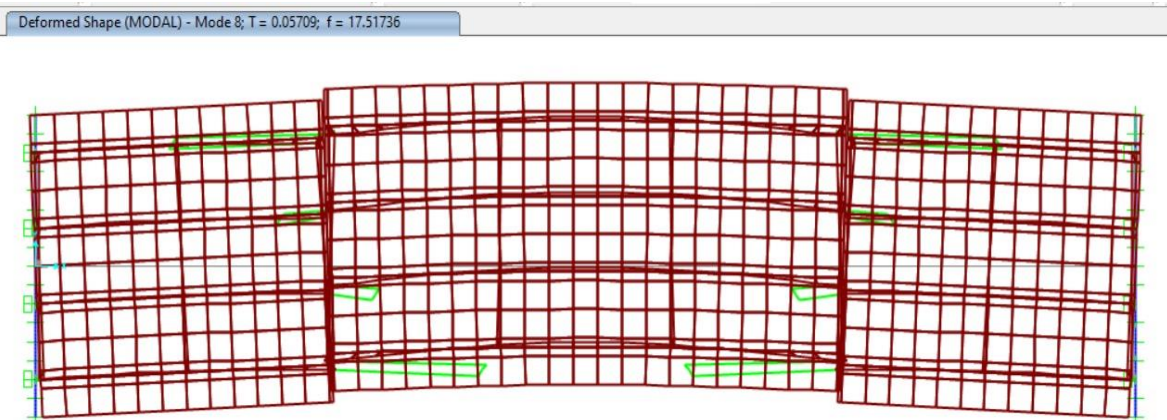 Deformed Shape (MODAL) - Mode 8; T = 0.05709; f = 17.51736